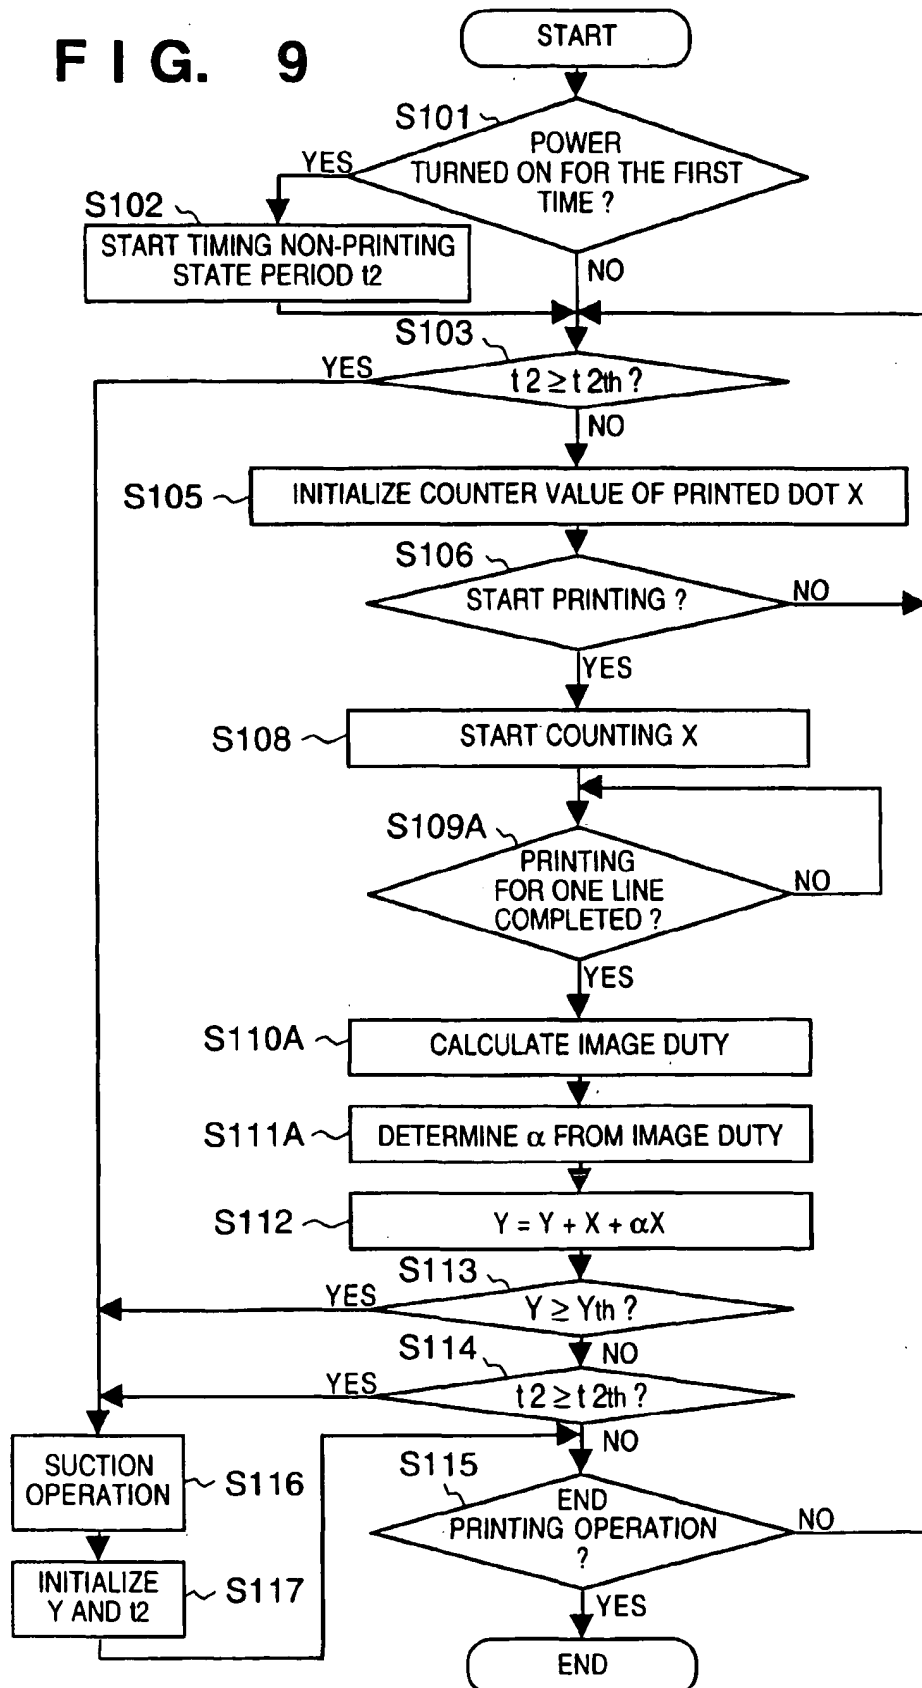 FIG. 9
START
S101
POWER
TURNED ON FOR THE FIRST
TIME ?
YES
S102
START TIMING NON-PRINTING
STATE PERIOD t2
NO
S103
YES
t2 ≥ t2th ?
NO
S105
INITIALIZE COUNTER VALUE OF PRINTED DOT X
S106
START PRINTING ?
NO
YES
S108
START COUNTING X
S109A
PRINTING
FOR ONE LINE
COMPLETED ?
NO
YES
S110A
CALCULATE IMAGE DUTY
S111A
DETERMINE α FROM IMAGE DUTY
S112
Y = Y + X + αX
S113
YES
Y ≥ Yth ?
NO
S114
YES
t2 ≥ t2th ?
NO
SUCTION
OPERATION
S116
S115
END
PRINTING OPERATION
?
NO
INITIALIZE
Y AND t2
S117
YES
END